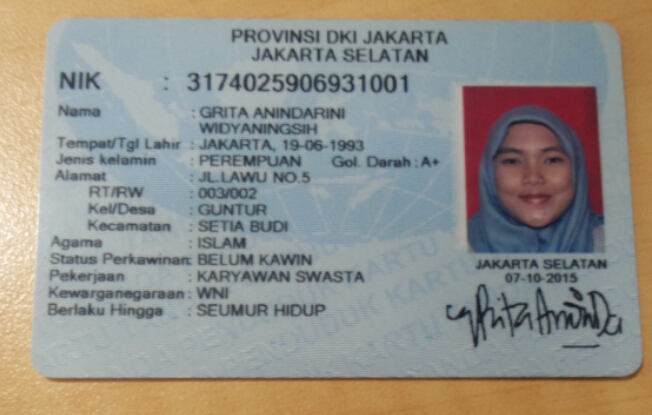 PROVINSI DKI JAKARTA
JAKARTA SELATAN
NIK : 3174025906931001
Nama : GRITA ANINDARINI
WIDYANINGSIH
Tempat/Tgl Lahir : JAKARTA, 19-06-1993
Jenis kelamin : PEREMPUAN Gol. Darah : A+
Alamat : JL.LAWU NO.5
RT/RW : 003/002
Kel/Desa : GUNTUR
Kecamatan : SETIA BUDI
Agama : ISLAM
Status Perkawinan: BELUM KAWIN
Pekerjaan : KARYAWAN SWASTA
Kewarganegaraan : WNI
Berlaku Hingga : SEUMUR HIDUP
JAKARTA SELATAN
07-10-2015